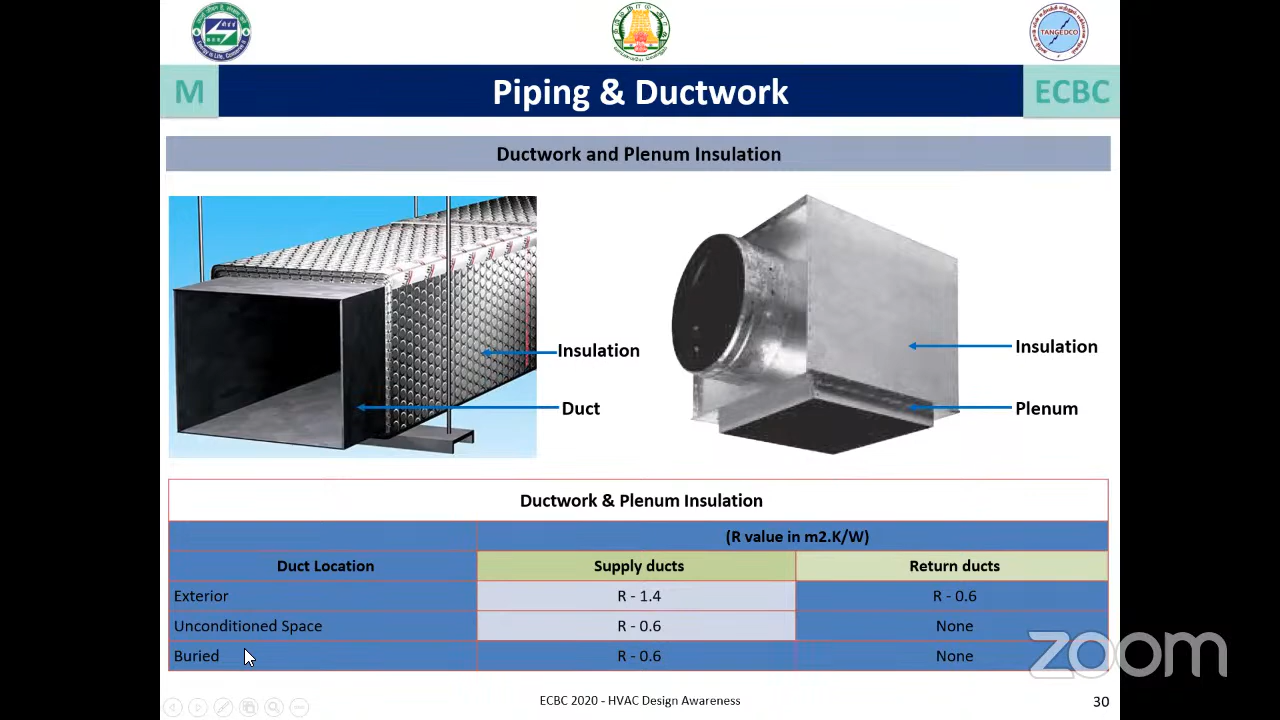 TANGEDCO
M
Piping & Ductwork
ECBC
Ductwork and Plenum Insulation
Insulation
Duct
Insulation
Plenum
Ductwork & Plenum Insulation
(R value in m2.K/W)
Duct Location Supply ducts Return ducts
Exterior R - 1.4 R - 0.6
Unconditioned Space R - 0.6 None
Buried R - 0.6 None
zoom
ECBC 2020 - HVAC Design Awareness
30